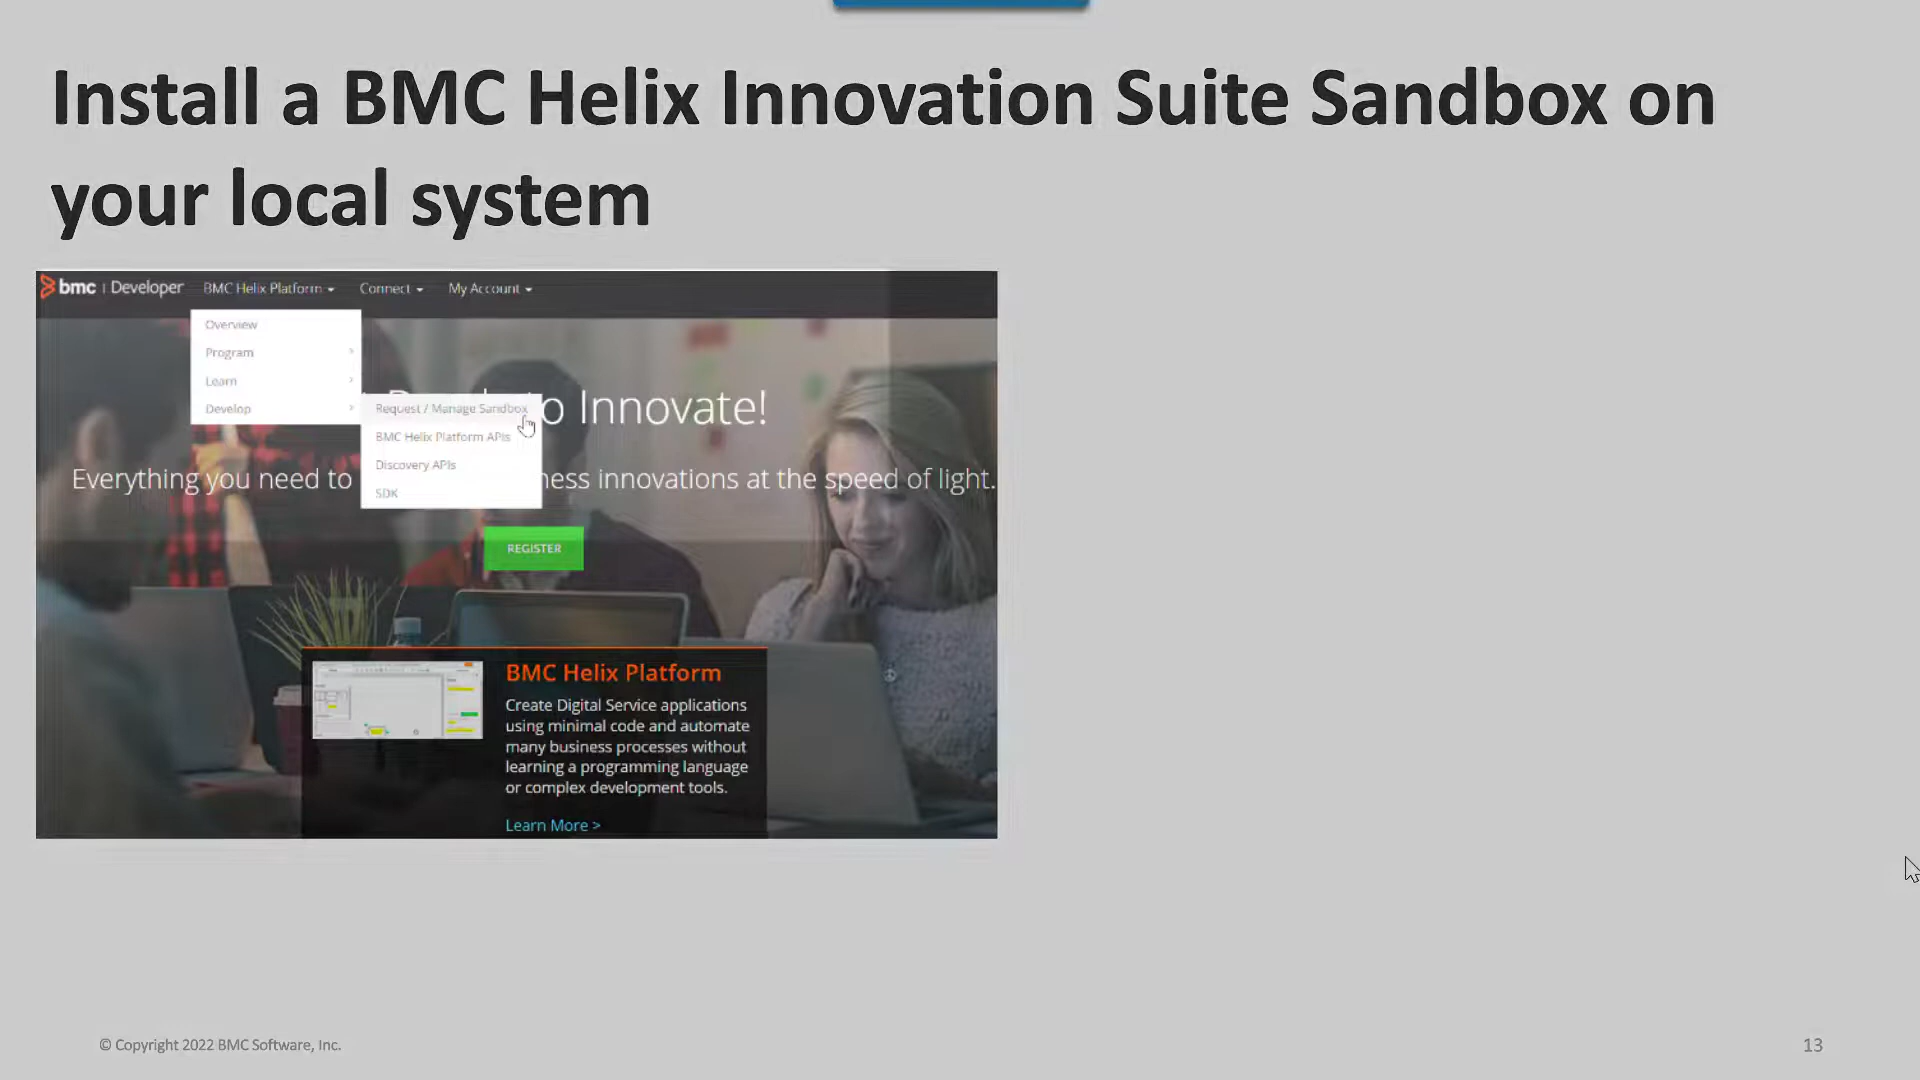 Install a BMC Helix Innovation Suite Sandbox on
your local system
bmc | Developer BMC Helix Platform Connect My Account
Overview
Program
Learn
Develop
Request / Manage Sandbox
BMC Helix Platform APIs
Discovery APIs
SDK
to Innovate!
Everything you need to ness innovations at the speed of light.
REGISTER
BMC Helix Platform
Create Digital Service applications
using minimal code and automate
many business processes without
learning a programming language
or complex development tools.
Learn More >
© Copyright 2022 BMC Software, Inc.
13